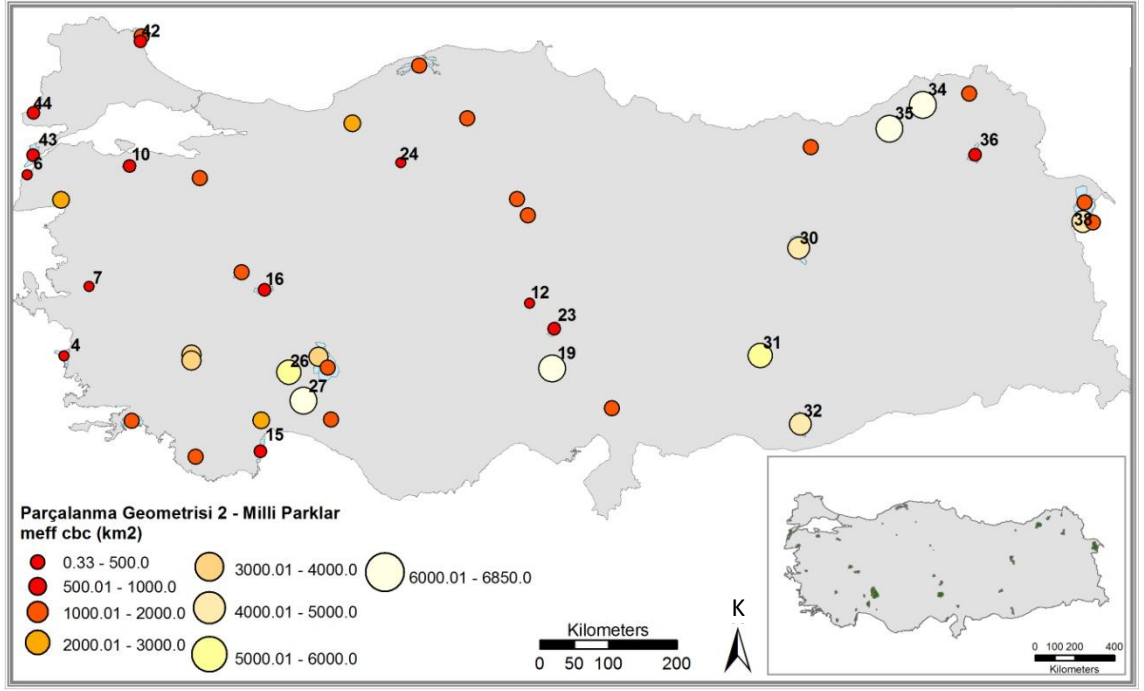 42
34
35
44
43
10
24
36
6
38
30
7
16
12
23
4
31
19
26
27
32
15
Parçalanma Geometrisi 2 - Milli Parklar
meff cbc (km2)
0.33 - 500.0
500.01 - 1000.0
1000.01 - 2000.0
2000.01 - 3000.0
3000.01 - 4000.0
4000.01 - 5000.0
5000.01 - 6000.0
6000.01 - 6850.0
Kilometers
0 50 100 200
K
0 100 200 400
Kilometers